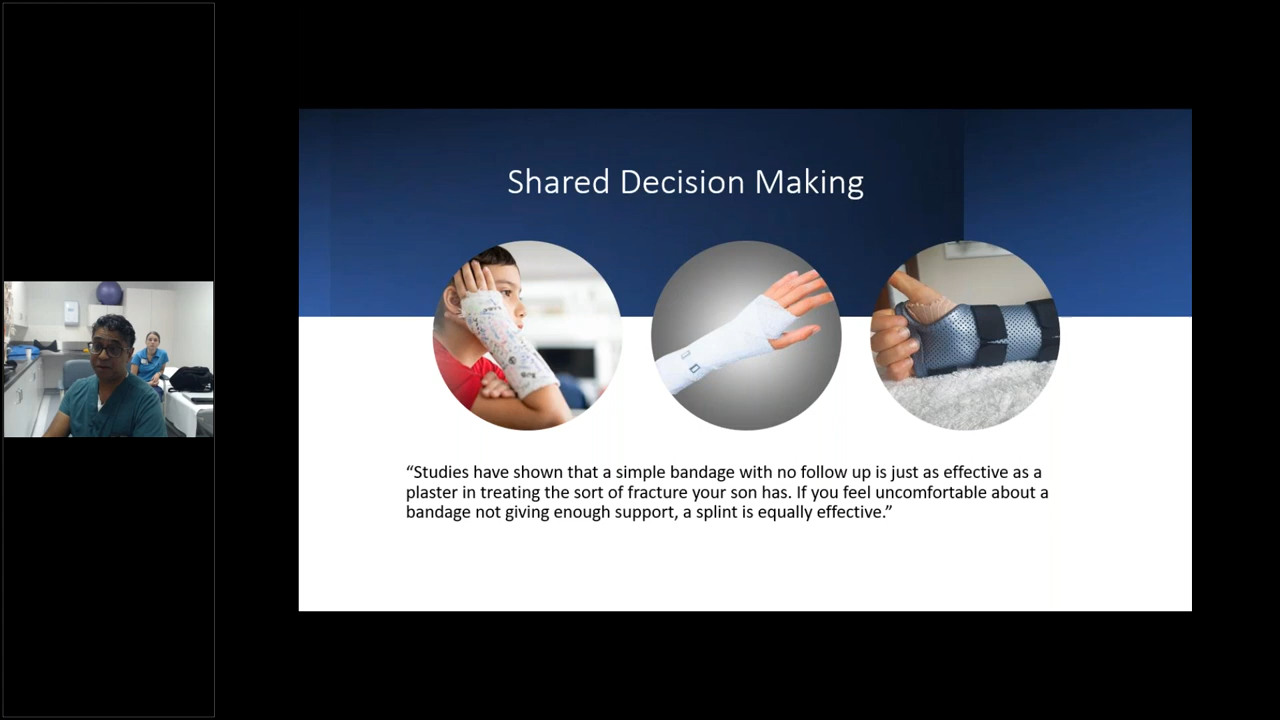 Shared Decision Making
“Studies have shown that a simple bandage with no follow up is just as effective as a
plaster in treating the sort of fracture your son has. If you feel uncomfortable about a
bandage not giving enough support, a splint is equally effective.”